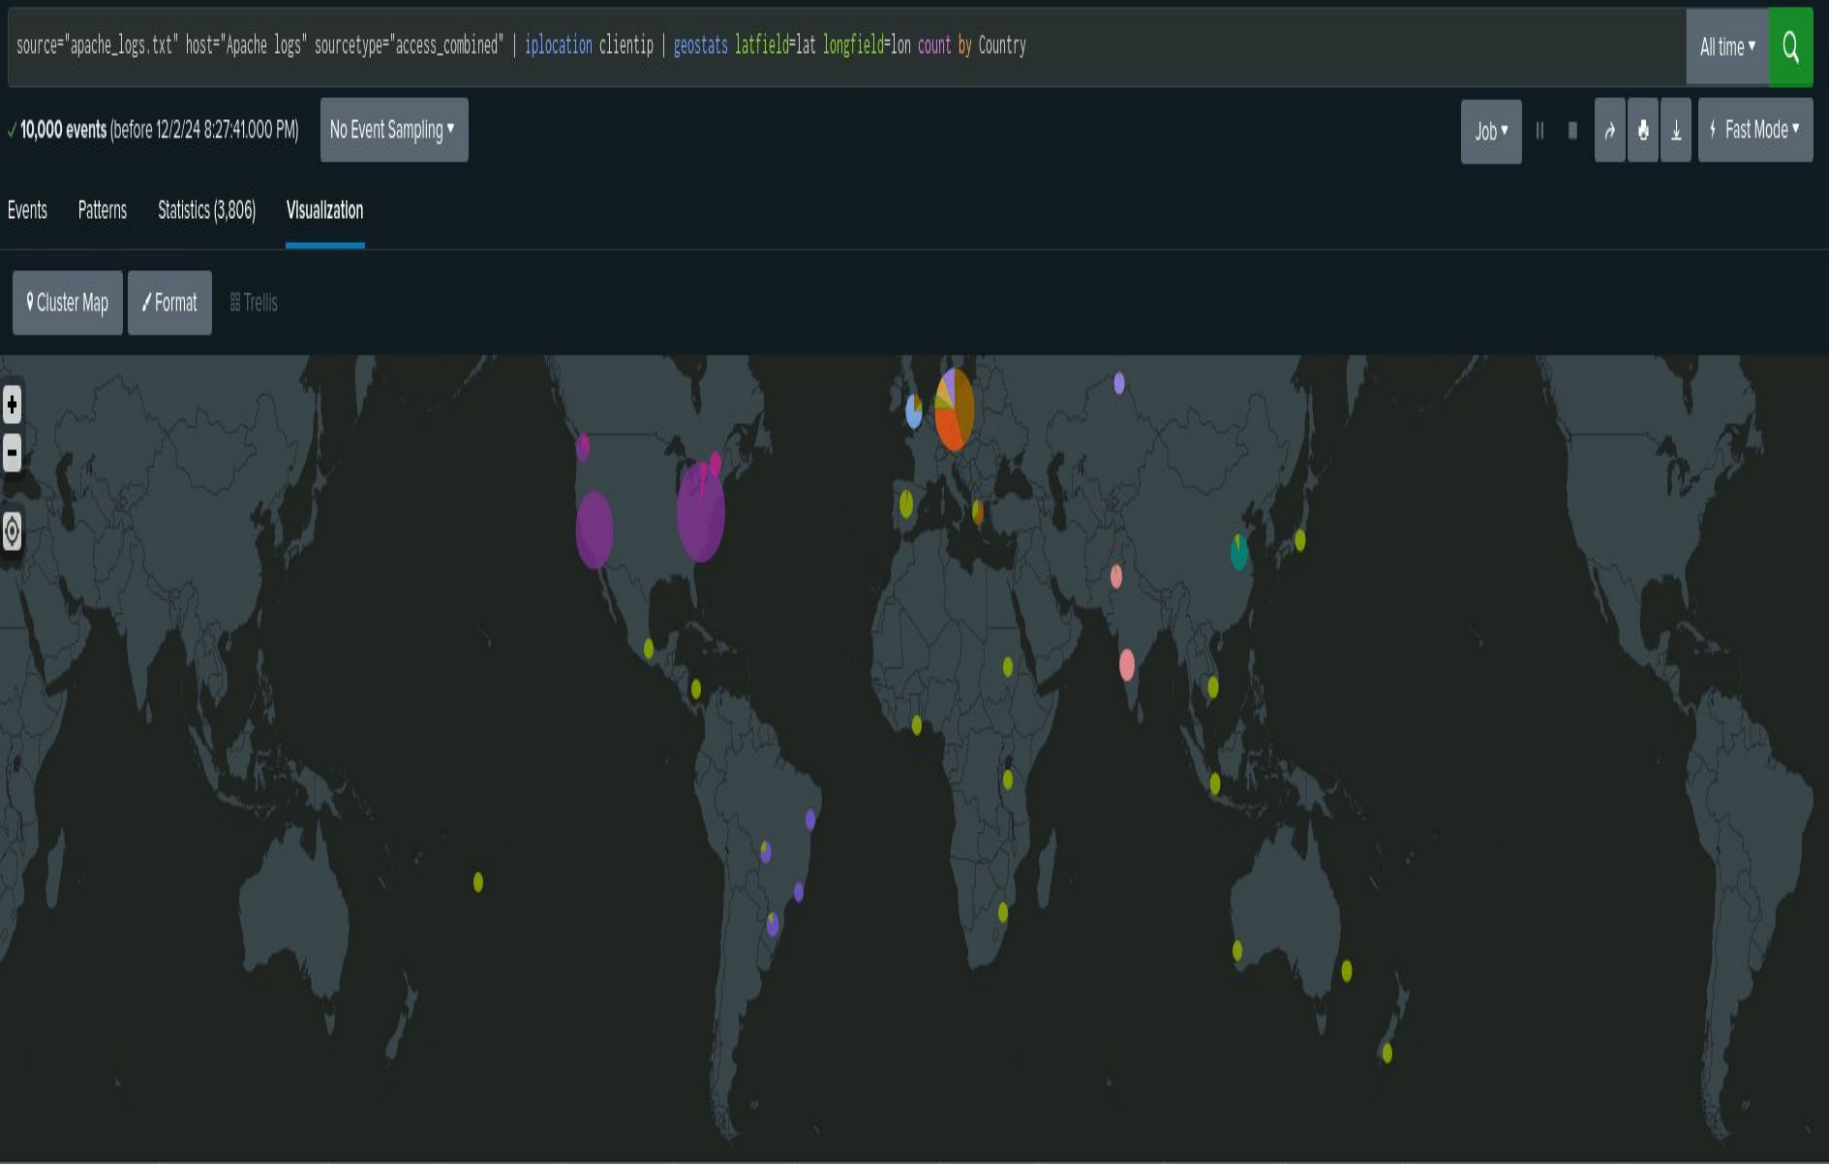 source="apache_logs.txt" host="Apache logs" sourcetype="access_combined" | iplocation clientip | geostats latfield=lat longfield=lon count by Country
All time
10,000 events (before 12/2/24 8:27:41.000 PM)
No Event Sampling
Job
Fast Mode
Events
Patterns
Statistics (3,806)
Visualization
Cluster Map
Format
Trellis
+
-